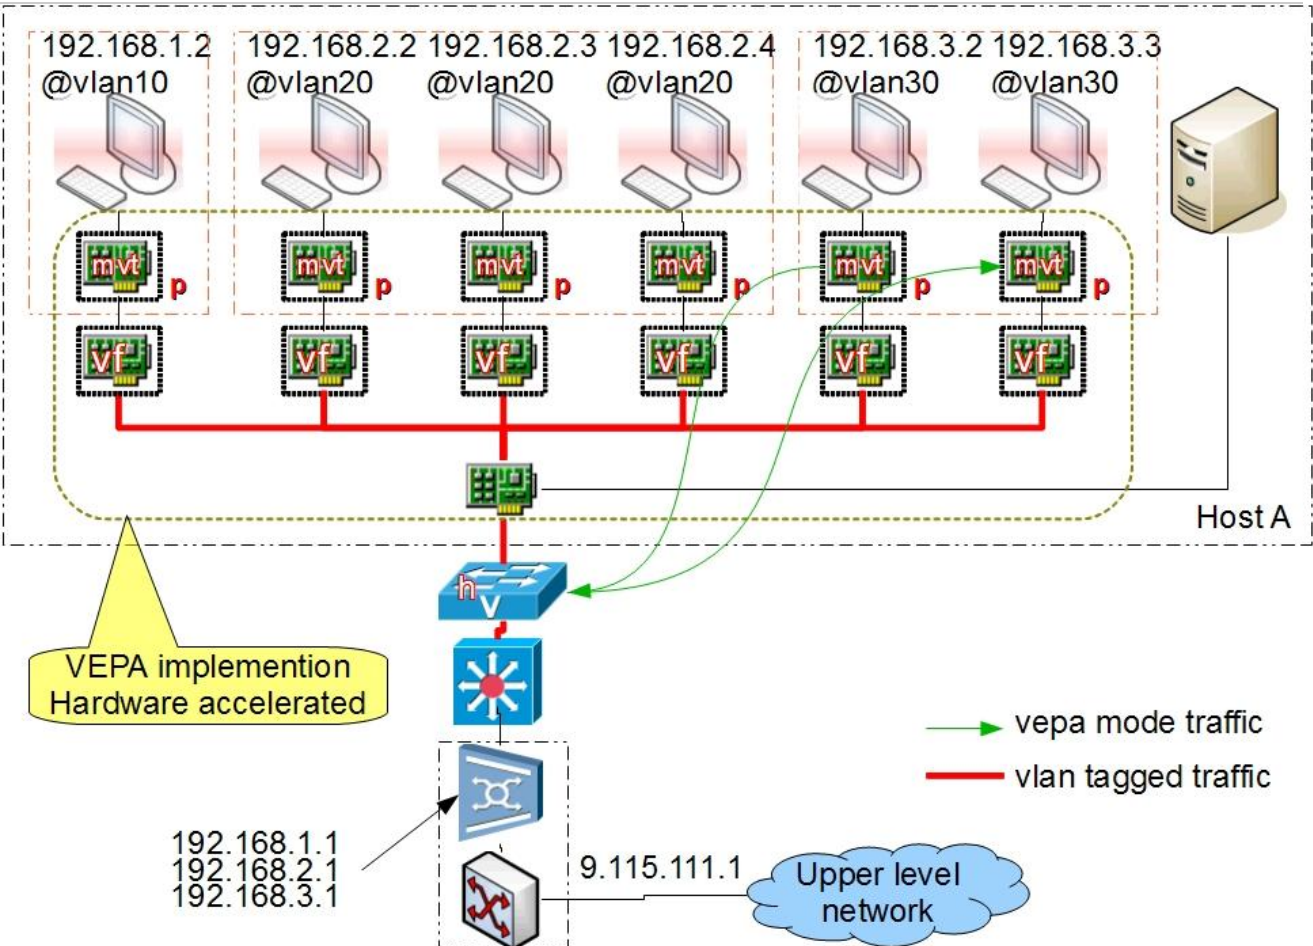 192.168.1.2
@vlan10
192.168.2.2
@vlan20
192.168.2.3
@vlan20
192.168.2.4
@vlan20
192.168.3.2
@vlan30
192.168.3.3
@vlan30
mvt
p
mvt
p
mvt
p
mvt
p
mvt
p
mvt
p
vf
vf
vf
vf
vf
vf
Host A
h
v
VEPA implemention
Hardware accelerated
vepa mode traffic
vlan tagged traffic
192.168.1.1
192.168.2.1
192.168.3.1
9.115.111.1
Upper level
network